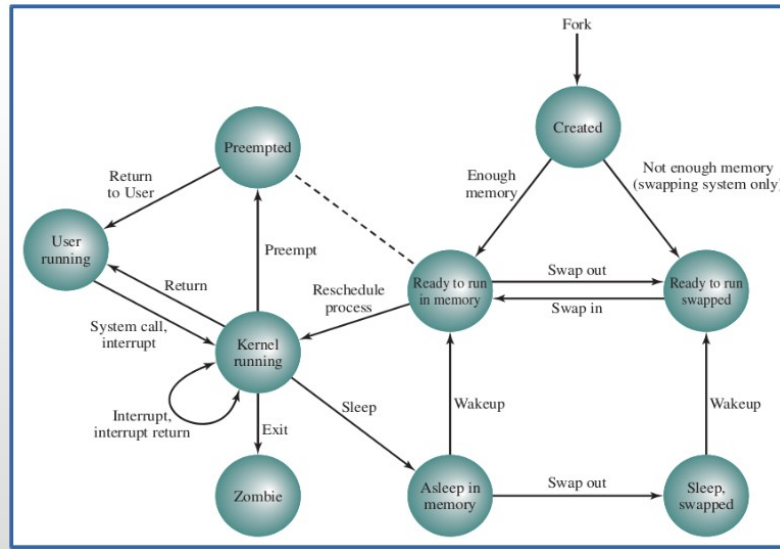 Fork
Created
Preempted
Return
to User
Enough
memory
Not enough memory
(swapping system only)
User
running
Preempt
Return
Reschedule
process
Ready to run
in memory
Swap out
Swap in
Ready to run
swapped
System call,
interrupt
Kernel
running
Interrupt,
interrupt return
Sleep
Wakeup
Wakeup
Exit
Zombie
Asleep in
memory
Swap out
Sleep,
swapped